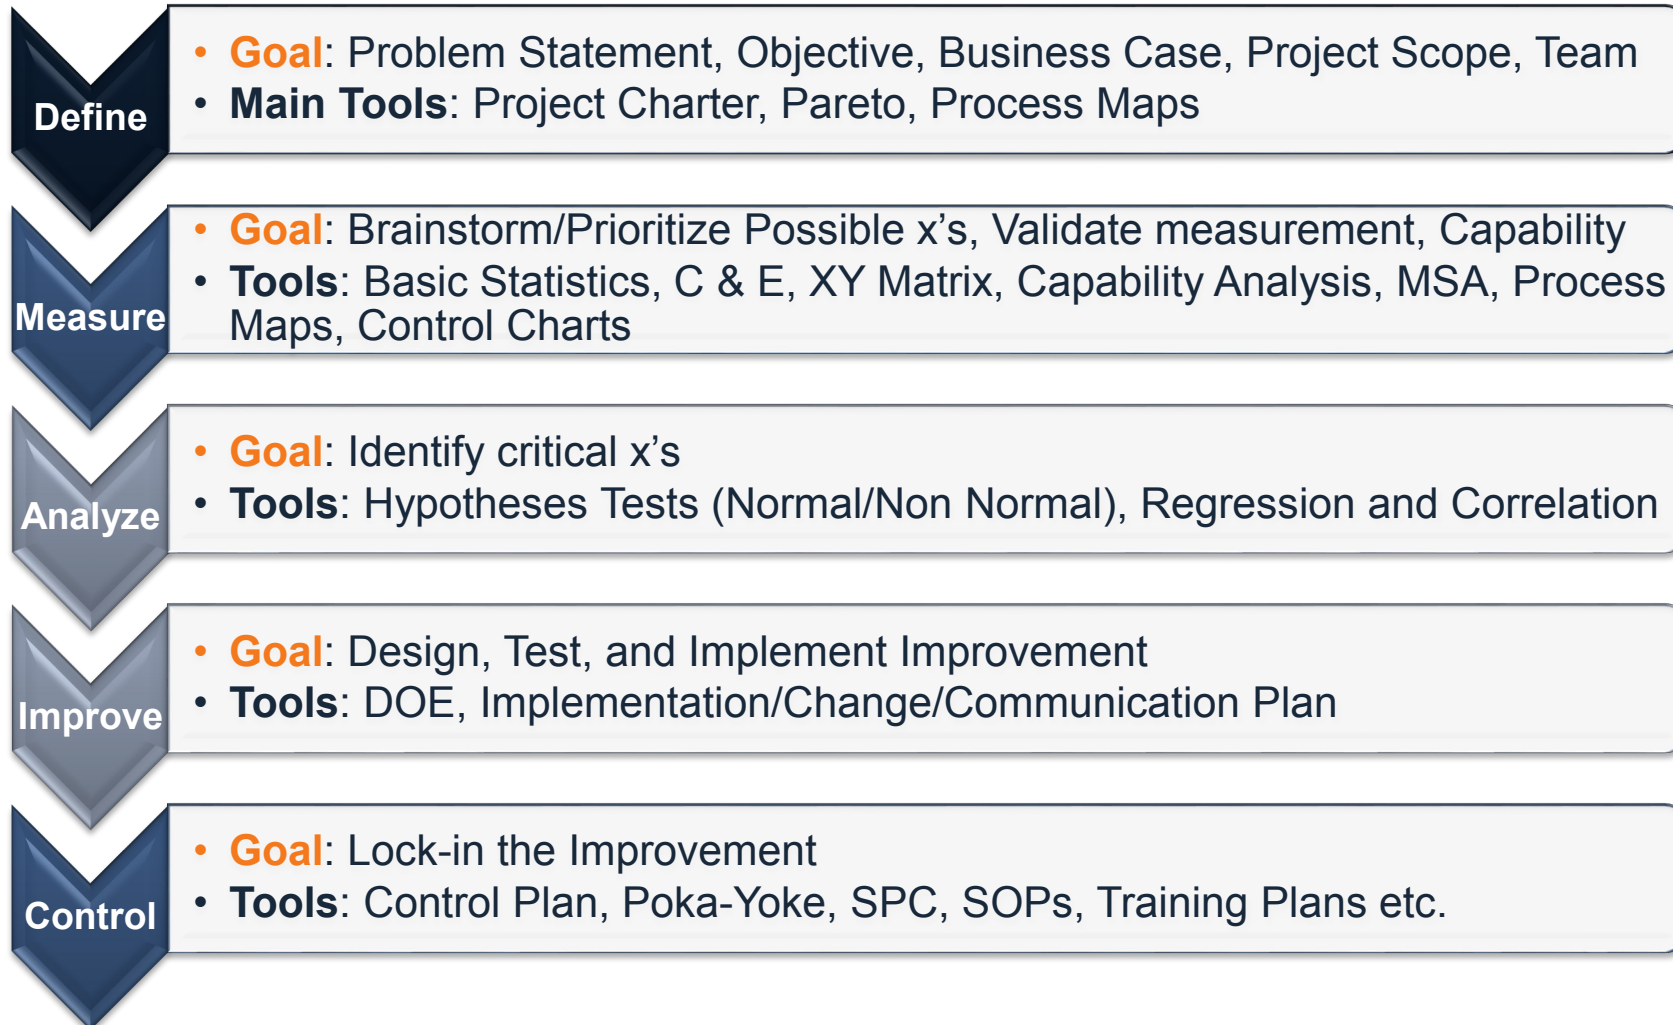 Define
• Goal: Problem Statement, Objective, Business Case, Project Scope, Team
• Main Tools: Project Charter, Pareto, Process Maps
Measure
• Goal: Brainstorm/Prioritize Possible x’s, Validate measurement, Capability
• Tools: Basic Statistics, C & E, XY Matrix, Capability Analysis, MSA, Process
Maps, Control Charts
Analyze
• Goal: Identify critical x’s
• Tools: Hypotheses Tests (Normal/Non Normal), Regression and Correlation
Improve
• Goal: Design, Test, and Implement Improvement
• Tools: DOE, Implementation/Change/Communication Plan
Control
• Goal: Lock-in the Improvement
• Tools: Control Plan, Poka-Yoke, SPC, SOPs, Training Plans etc.